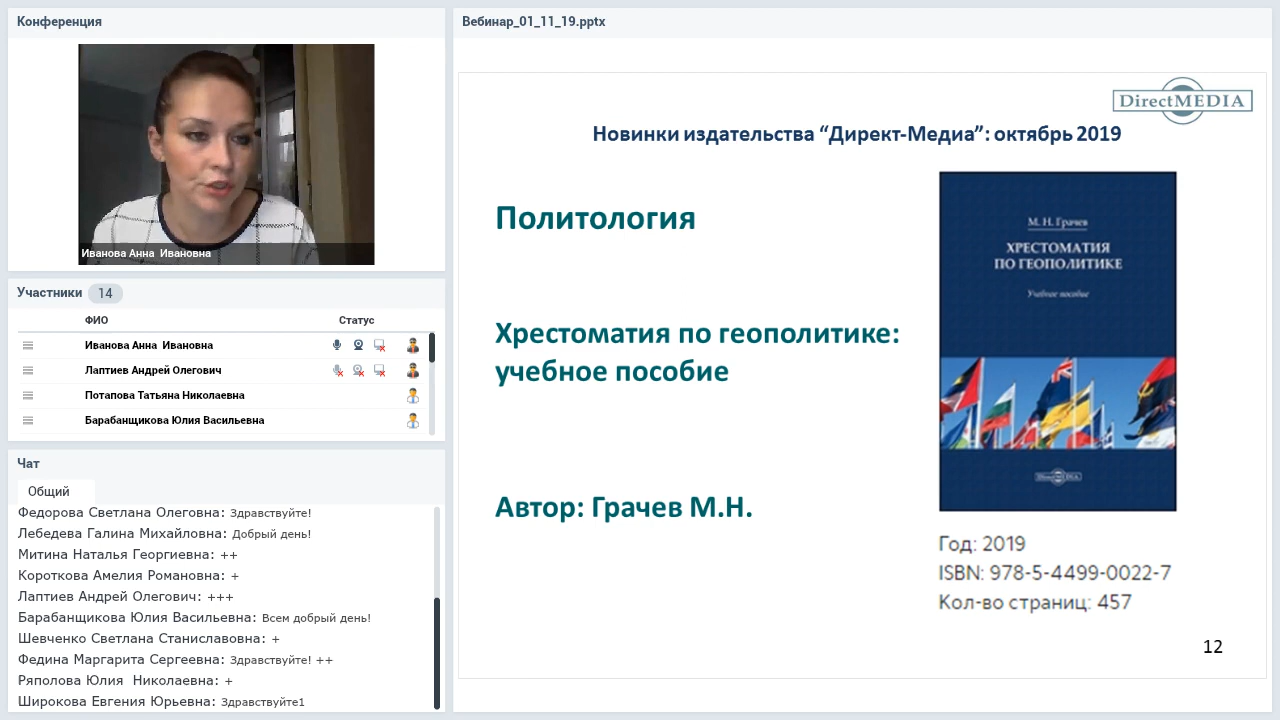 Конференция
Иванова Анна  Ивановна
Участники 14
ФИО Статус
Иванова Анна  Ивановна
Лаптиев Андрей Олегович
Потапова Татьяна Николаевна
Барабанщикова Юлия Васильевна
Чат
Общий
Федорова Светлана Олеговна: Здравствуйте!
Лебедева Галина Михайловна: Добрый день!
Митина Наталья Георгиевна: ++
Короткова Амелия Романовна: +
Лаптиев Андрей Олегович: +++
Барабанщикова Юлия Васильевна: Всем добрый день!
Шевченко Светлана Станиславовна: +
Федина Маргарита Сергеевна: Здравствуйте! ++
Ряполова Юлия  Николаевна: +
Широкова Евгения Юрьевна: Здравствуйте1
Вебинар_01_11_19.pptx
DirectMEDIA
Новинки издательства “Директ-Медиа”: октябрь 2019
Политология
Хрестоматия по геополитике:
учебное пособие
Автор: Грачев М.Н.
М. Н. Грачев
ХРЕСТОМАТИЯ
ПО ГЕОПОЛИТИКЕ
Учебное пособие
DirectMEDIA
Год: 2019
ISBN: 978-5-4499-0022-7
Кол-во страниц: 457
12